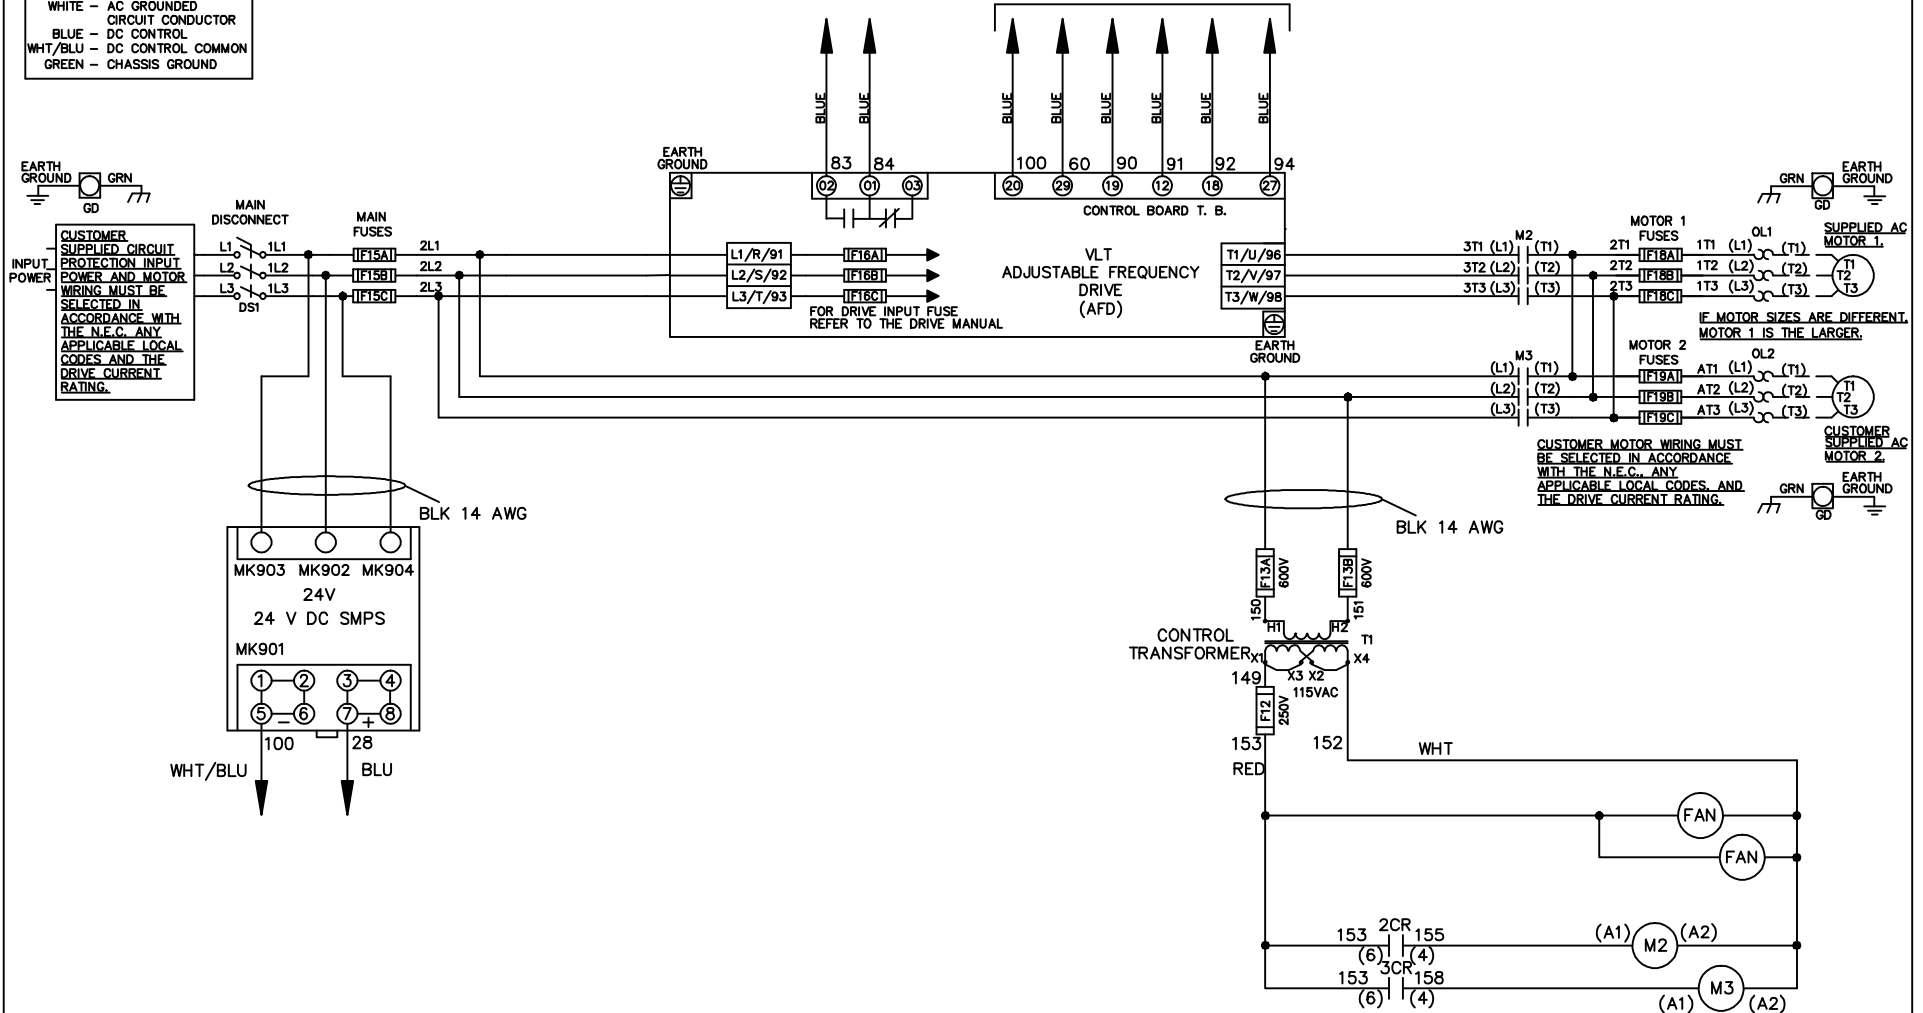 WHITE – AC GROUNDED
CIRCUIT CONDUCTOR
BLUE – DC CONTROL
WHT/BLU – DC CONTROL COMMON
GREEN – CHASSIS GROUND
BLUE
BLUE
BLUE
BLUE
BLUE
BLUE
BLUE
BLUE
EARTH
GROUND
83
84
100
60
90
91
92
94
02
01
03
20
29
19
12
18
27
CONTROL BOARD T. B.
EARTH
GROUND
GRN
GD
MAIN
DISCONNECT
MAIN
FUSES
INPUT
POWER
CUSTOMER
SUPPLIED CIRCUIT
PROTECTION INPUT
POWER AND MOTOR
WIRING MUST BE
SELECTED IN
ACCORDANCE WITH
THE N.E.C. ANY
APPLICABLE LOCAL
CODES AND THE
DRIVE CURRENT
RATING.
L1
1L1
F15A
2L1
L2
1L2
F15B
2L2
L3
1L3
F15C
2L3
DS1
L1/R/91
F16A
L2/S/92
F16B
L3/T/93
F16C
FOR DRIVE INPUT FUSE
REFER TO THE DRIVE MANUAL
VLT
ADJUSTABLE FREQUENCY
DRIVE
(AFD)
T1/U/96
T2/V/97
T3/W/98
EARTH
GROUND
GRN
EARTH
GROUND
GD
M2
MOTOR 1
FUSES
OL1
SUPPLIED AC
MOTOR 1.
3T1 (L1) (T1) 2T1 F18A 1T1 (L1) (T1)
3T2 (L2) (T2) 2T2 F18B 1T2 (L2) (T2)
3T3 (L3) (T3) 2T3 F18C 1T3 (L3) (T3)
T1
T2
T3
IF MOTOR SIZES ARE DIFFERENT,
MOTOR 1 IS THE LARGER.
M3
MOTOR 2
FUSES
OL2
(L1) (T1) F19A AT1 (L1) (T1)
(L2) (T2) F19B AT2 (L2) (T2)
(L3) (T3) F19C AT3 (L3) (T3)
T1
T2
T3
CUSTOMER
SUPPLIED AC
MOTOR 2.
CUSTOMER MOTOR WIRING MUST
BE SELECTED IN ACCORDANCE
WITH THE N.E.C., ANY
APPLICABLE LOCAL CODES, AND
THE DRIVE CURRENT RATING.
GRN
EARTH
GROUND
GD
BLK 14 AWG
MK903 MK902 MK904
24V
24 V DC SMPS
MK901
1 2 3 4
5 – 6 7 + 8
100
28
WHT/BLU
BLU
BLK 14 AWG
F13A
600V
F13B
600V
150
151
H1
H2
T1
CONTROL
TRANSFORMER
X1
X4
X3 X2
115VAC
149
F12
250V
153
152
WHT
RED
FAN
FAN
153 2CR 155
(6) (4)
(A1) M2 (A2)
153 3CR 158
(6) (4)
(A1) M3 (A2)